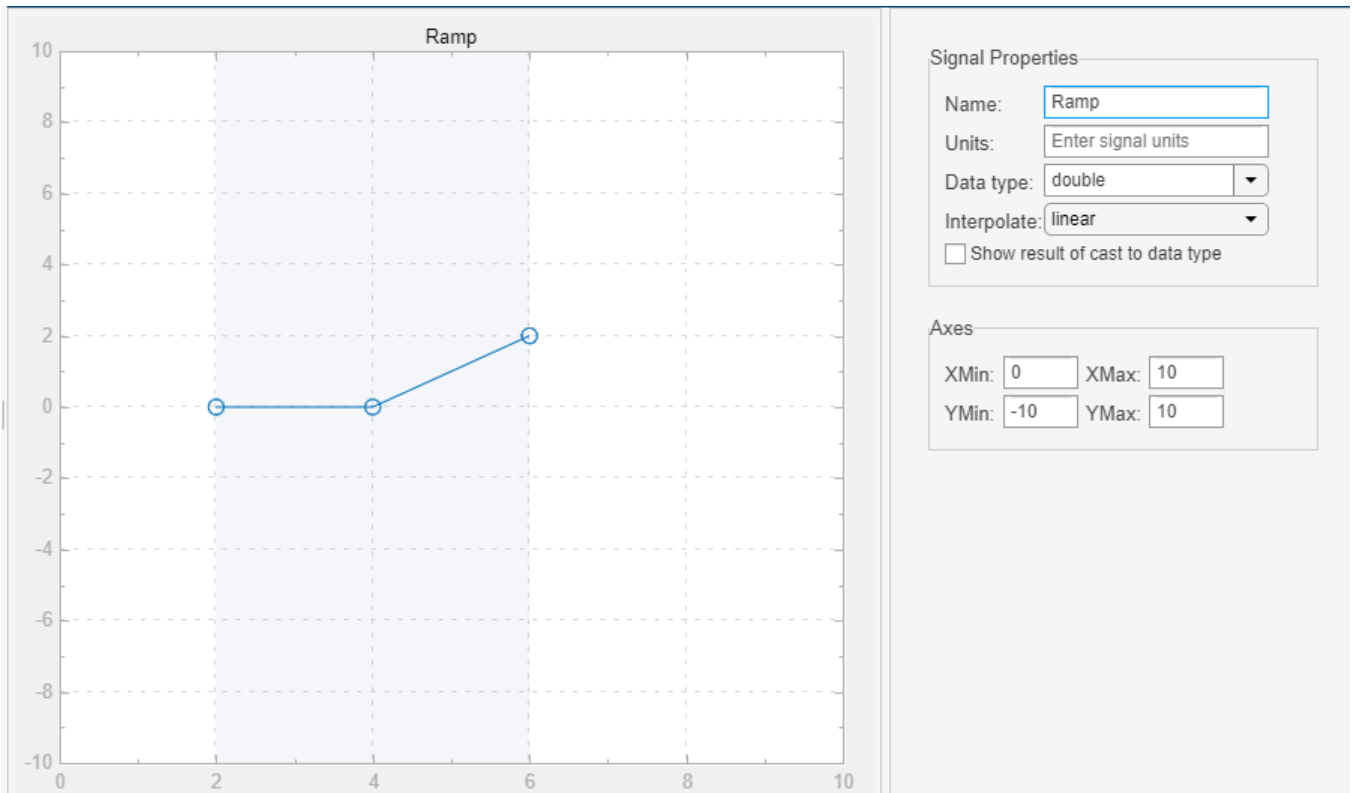 Ramp
10
8
6
4
2
0
-2
-4
-6
-8
-10
0 2 4 6 8 10
Signal Properties
Name: Ramp
Units: Enter signal units
Data type: double
Interpolate: linear
Show result of cast to data type
Axes
XMin: 0 XMax: 10
YMin: -10 YMax: 10